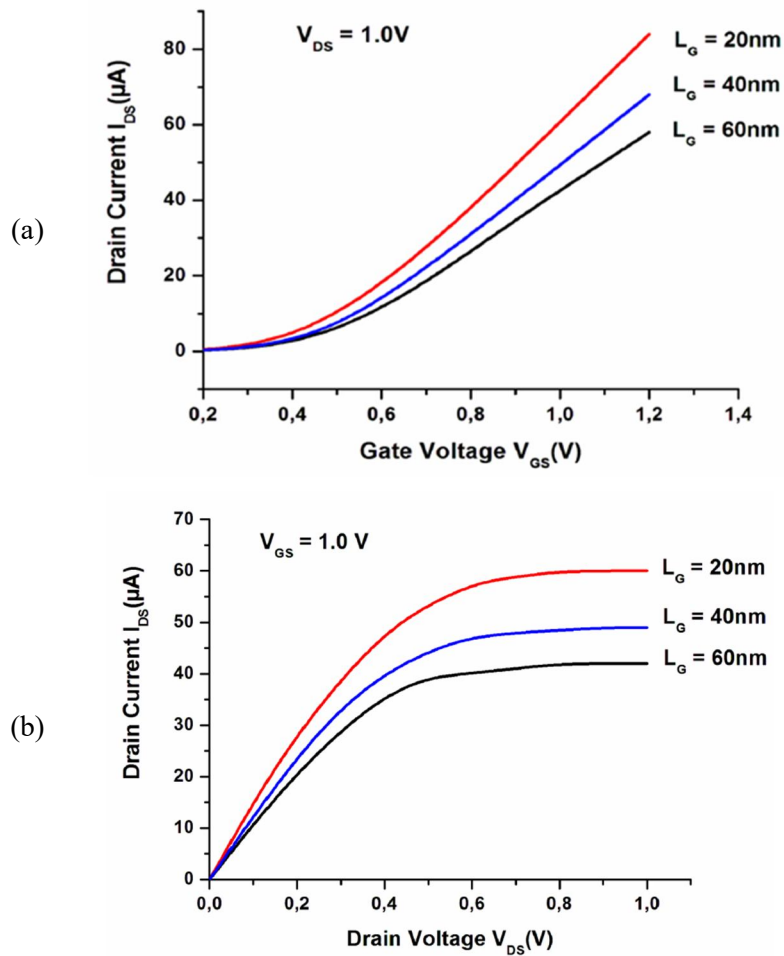 (a)
V_DS = 1.0V
L_G = 20nm
L_G = 40nm
L_G = 60nm
80
60
40
20
0
Drain Current I_DS(µA)
0,2 0,4 0,6 0,8 1,0 1,2 1,4
Gate Voltage V_GS(V)
(b)
V_GS = 1.0 V
L_G = 20nm
L_G = 40nm
L_G = 60nm
70
60
50
40
30
20
10
0
Drain Current I_DS(µA)
0,0 0,2 0,4 0,6 0,8 1,0
Drain Voltage V_DS(V)